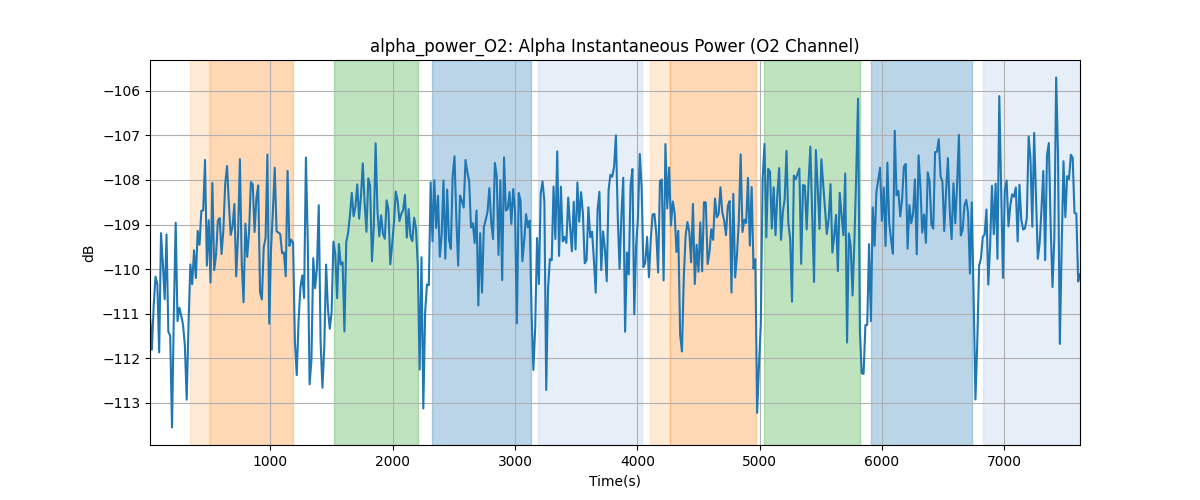 alpha_power_O2: Alpha Instantaneous Power (O2 Channel)
−106
−107
−108
−109
−110
−111
−112
−113
dB
1000 2000 3000 4000 5000 6000 7000
Time(s)